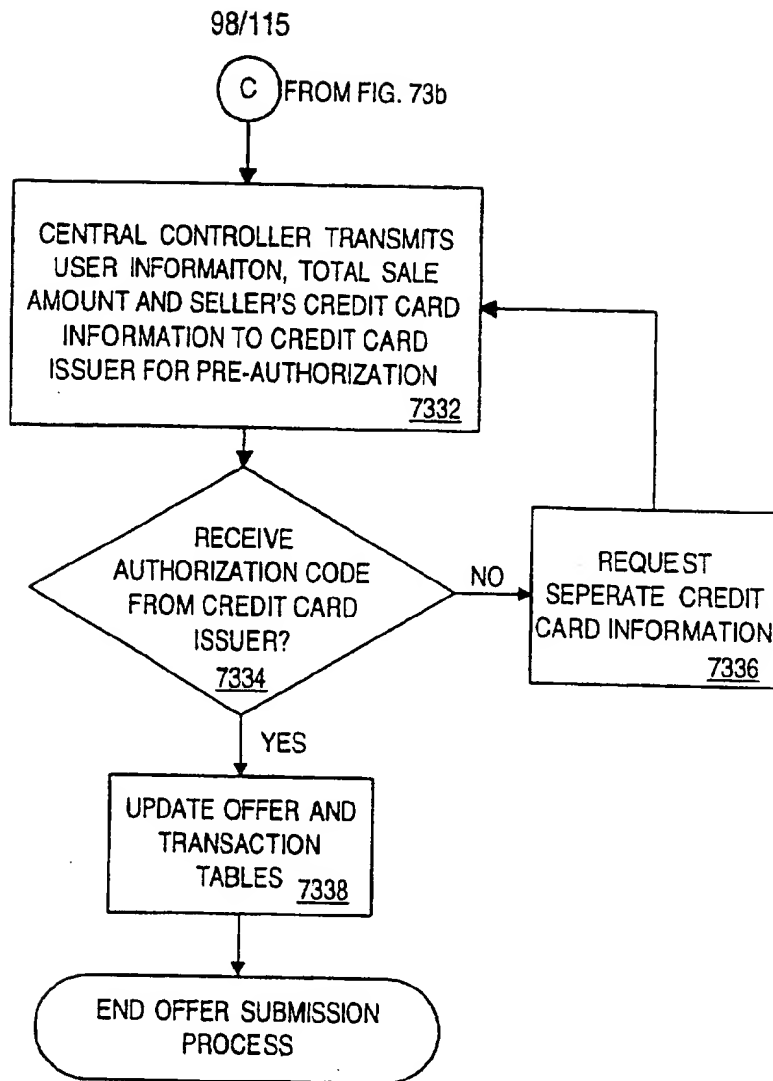 98/115
C FROM FIG. 73b
CENTRAL CONTROLLER TRANSMITS
USER INFORMAITON, TOTAL SALE
AMOUNT AND SELLER'S CREDIT CARD
INFORMATION TO CREDIT CARD
ISSUER FOR PRE-AUTHORIZATION
7332
RECEIVE
AUTHORIZATION CODE
FROM CREDIT CARD
ISSUER?
7334
NO
REQUEST
SEPERATE CREDIT
CARD INFORMATION
7336
YES
UPDATE OFFER AND
TRANSACTION
TABLES 7338
END OFFER SUBMISSION
PROCESS